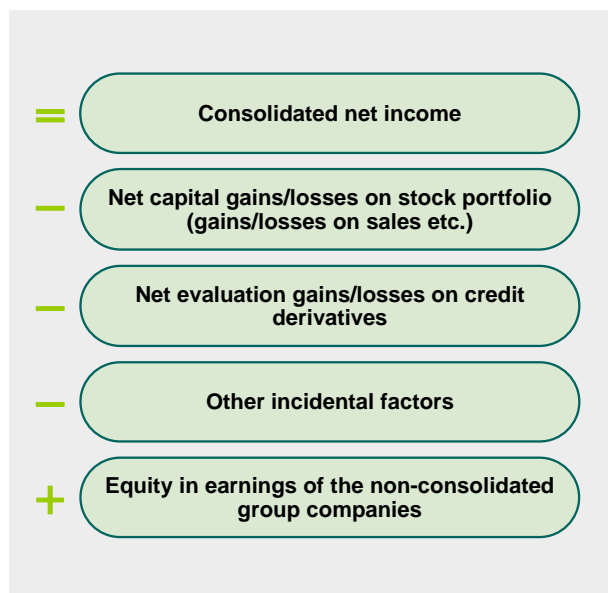 = Consolidated net income
− Net capital gains/losses on stock portfolio
(gains/losses on sales etc.)
− Net evaluation gains/losses on credit
derivatives
− Other incidental factors
+ Equity in earnings of the non-consolidated
group companies